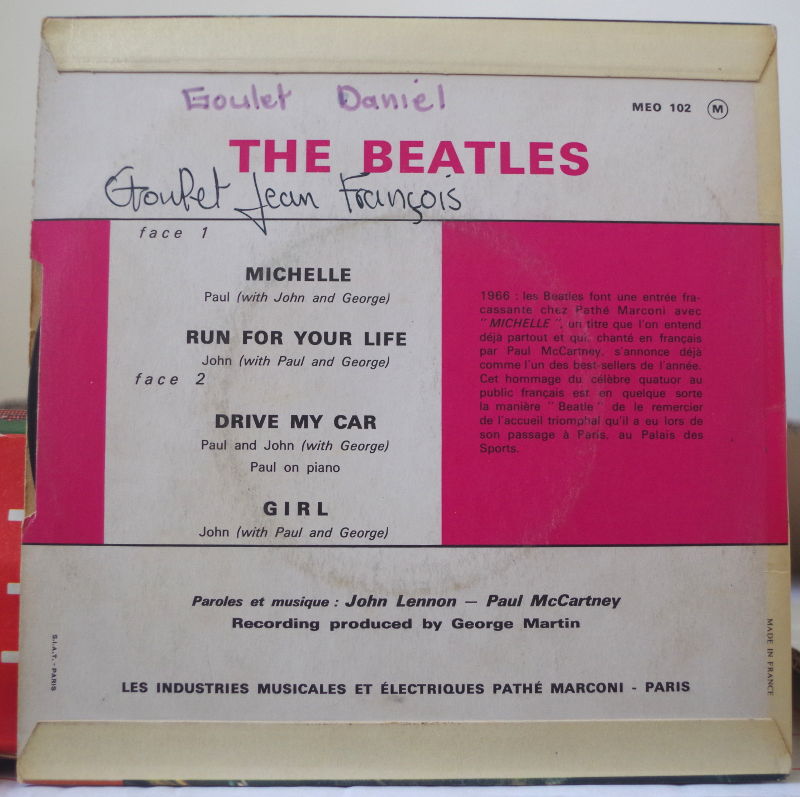 Goulet Daniel
MEO 102 M
THE BEATLES
Goulet Jean François
face 1
MICHELLE
Paul (with John and George)
RUN FOR YOUR LIFE
John (with Paul and George)
face 2
DRIVE MY CAR
Paul and John (with George)
Paul on piano
GIRL
John (with Paul and George)
1966 : les Beatles font une entrée fra-
cassante chez Pathé Marconi avec
" MICHELLE ", un titre que l'on entend
déjà partout et qui, chanté en français
par Paul McCartney, s'annonce déjà
comme l'un des best-sellers de l'année.
Cet hommage du célèbre quatuor au
public français est en quelque sorte
la manière " Beatle " de le remercier
de l'accueil triomphal qu'il a eu lors de
son passage à Paris, au Palais des
Sports.
Paroles et musique : John Lennon — Paul McCartney
Recording produced by George Martin
S.I.A.T. - PARIS
MADE IN FRANCE
LES INDUSTRIES MUSICALES ET ÉLECTRIQUES PATHÉ MARCONI - PARIS